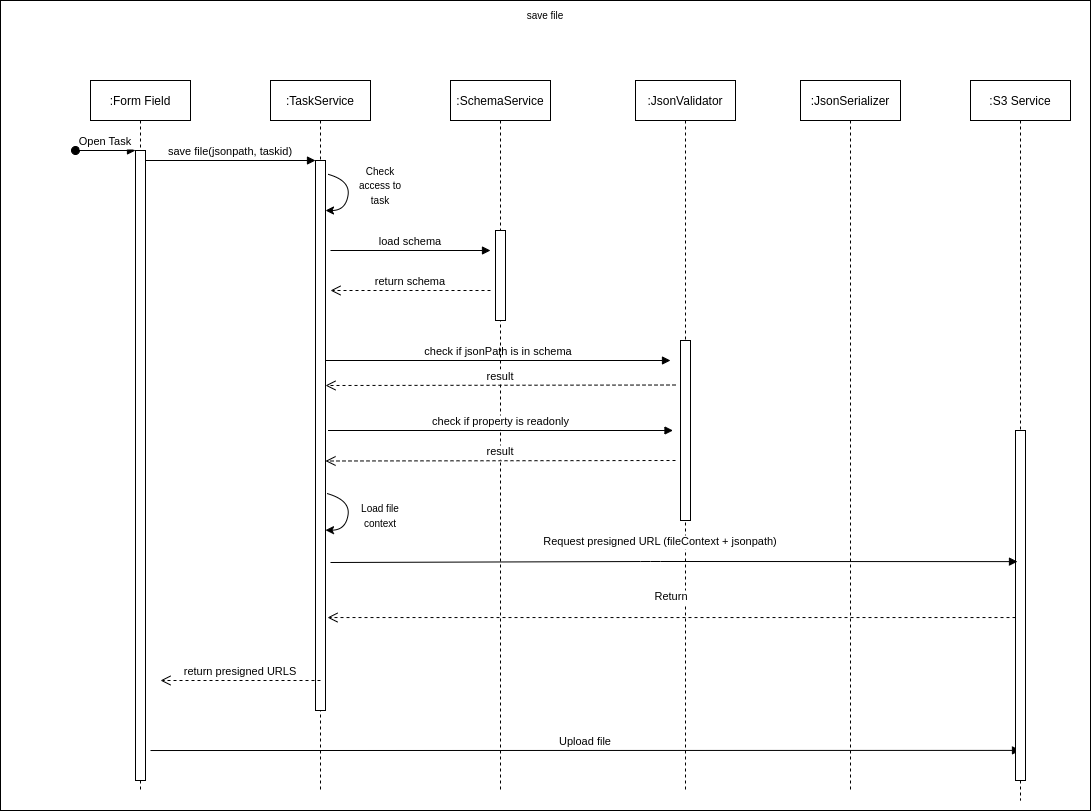 save file
:Form Field
:TaskService
:SchemaService
:JsonValidator
:JsonSerializer
:S3 Service
Open Task
save file(jsonpath, taskid)
Check
access to
task
load schema
return schema
check if jsonPath is in schema
result
check if property is readonly
result
Load file
context
Request presigned URL (fileContext + jsonpath)
Return
return presigned URLS
Upload file